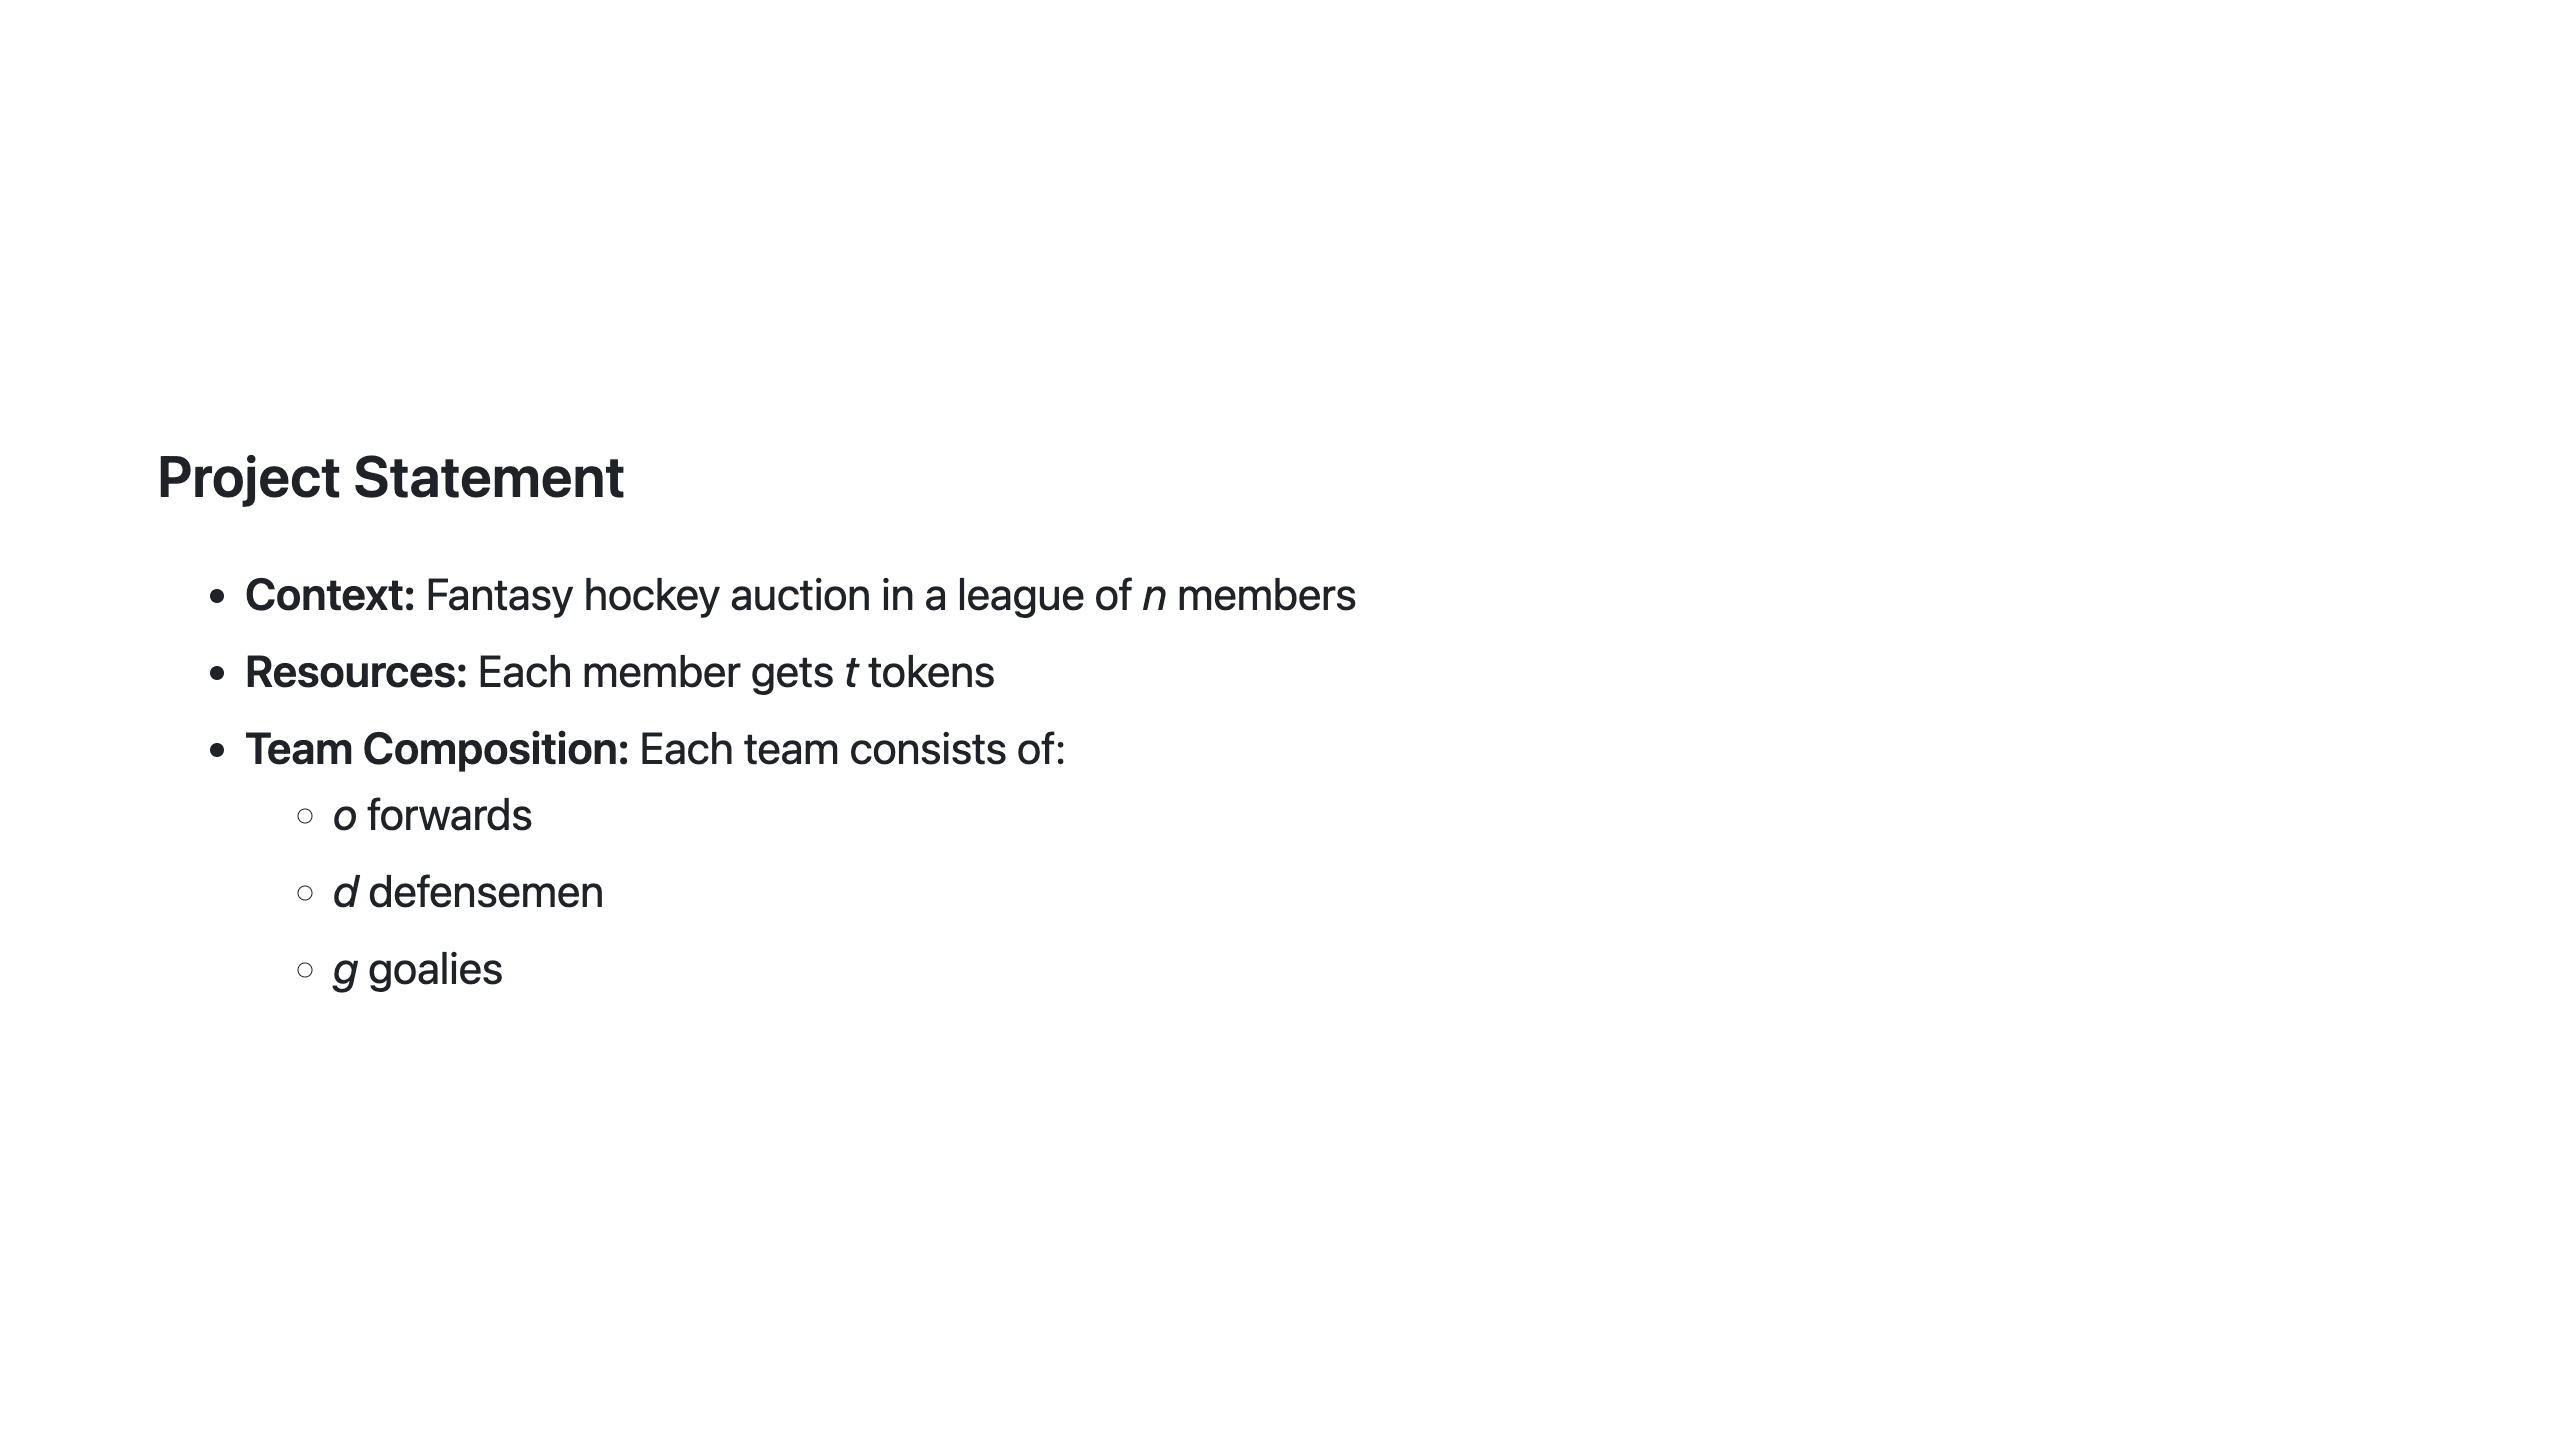 Project Statement
Context: Fantasy hockey auction in a league of n members
Resources: Each member gets t tokens
Team Composition: Each team consists of:
o forwards
d defensemen
g goalies